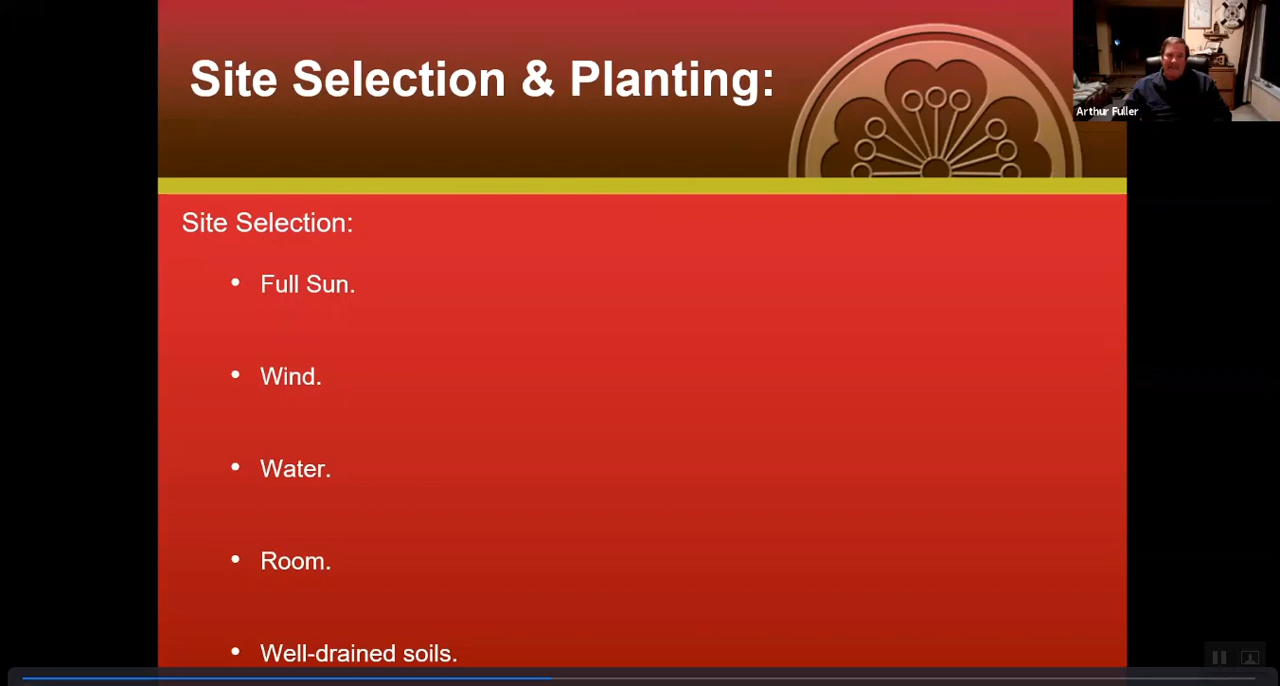 Site Selection & Planting:
Arthur Fuller
Site Selection:
• Full Sun.
• Wind.
• Water.
• Room.
• Well-drained soils.